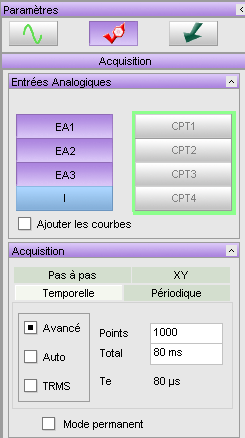 Paramètres
Acquisition
Entrées Analogiques
EA1 CPT1
EA2 CPT2
EA3 CPT3
I CPT4
Ajouter les courbes
Acquisition
Pas à pas XY
Temporelle Périodique
Avancé Points 1000
Auto Total 80 ms
TRMS Te 80 µs
Mode permanent